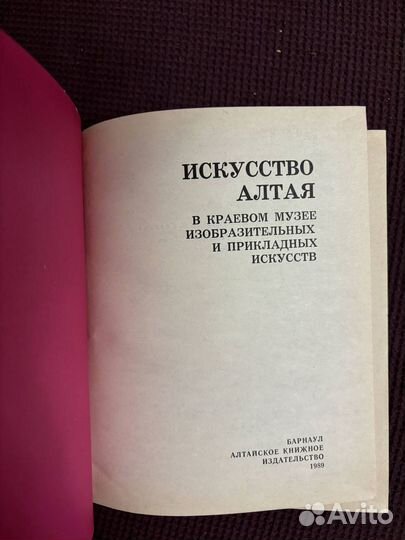 ИСКУССТВО
АЛТАЯ
В КРАЕВОМ МУЗЕЕ
ИЗОБРАЗИТЕЛЬНЫХ
И ПРИКЛАДНЫХ
ИСКУССТВ
БАРНАУЛ
АЛТАЙСКОЕ КНИЖНОЕ
ИЗДАТЕЛЬСТВО
1989
Avito